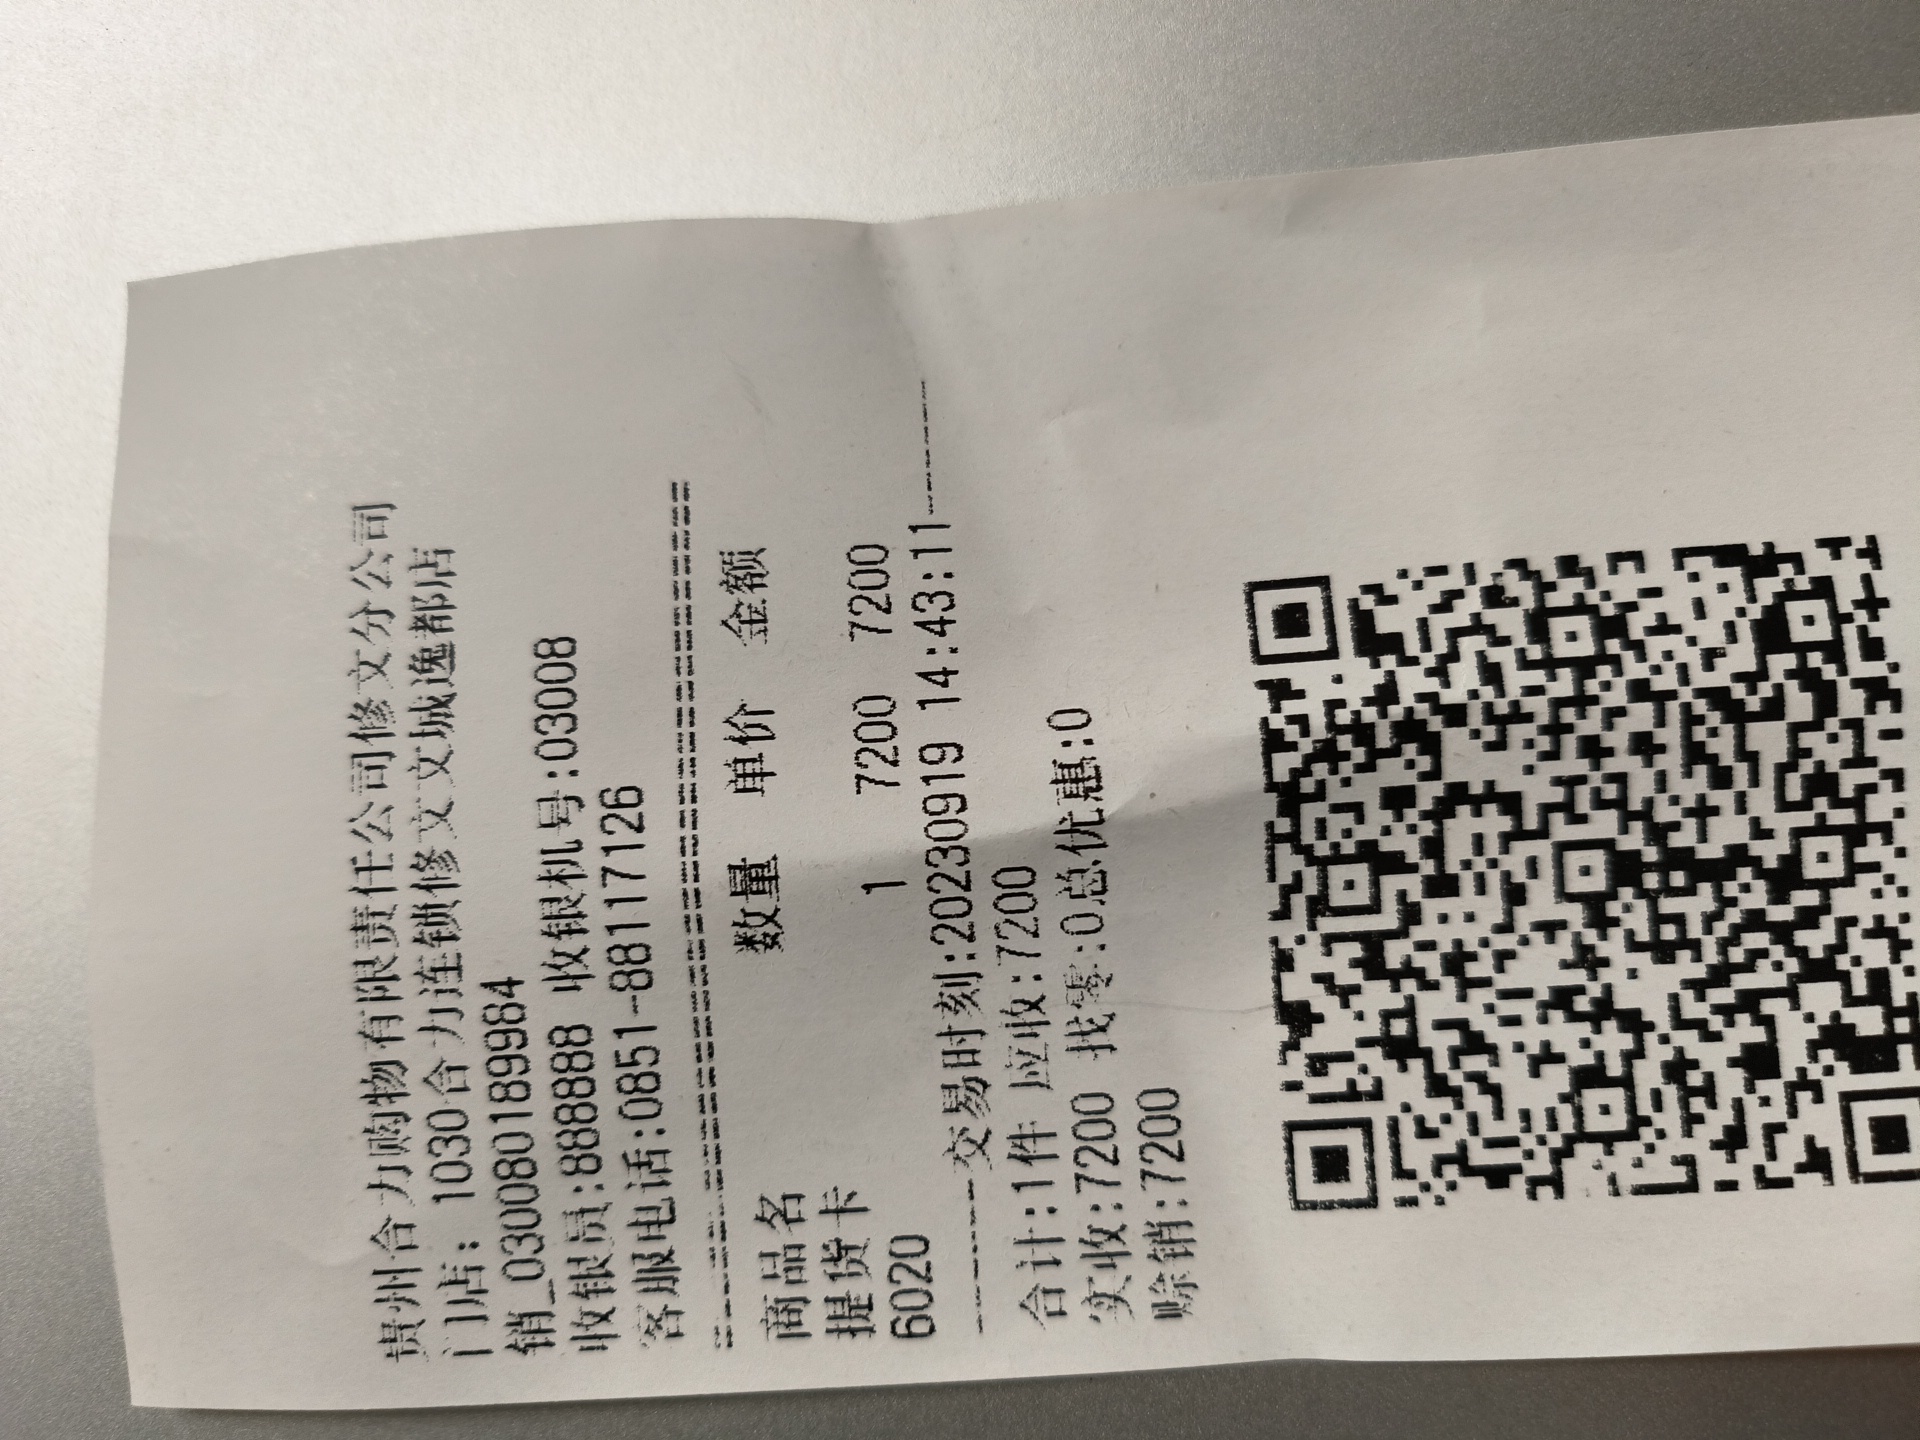 贵州合力购物有限责任公司修文分公司
门店: 1030合力连锁修文文城逸都店
销_0300801899984
收银员:888888 收银机号:03008
客服电话:0851-88117126
==========================================
商品名 数量 单价 金额
提货卡
6020 1 7200 7200
--------交易时刻:20230919 14:43:11--------
合计:1件 应收:7200
实收:7200 找零:0总优惠:0
赊销:7200